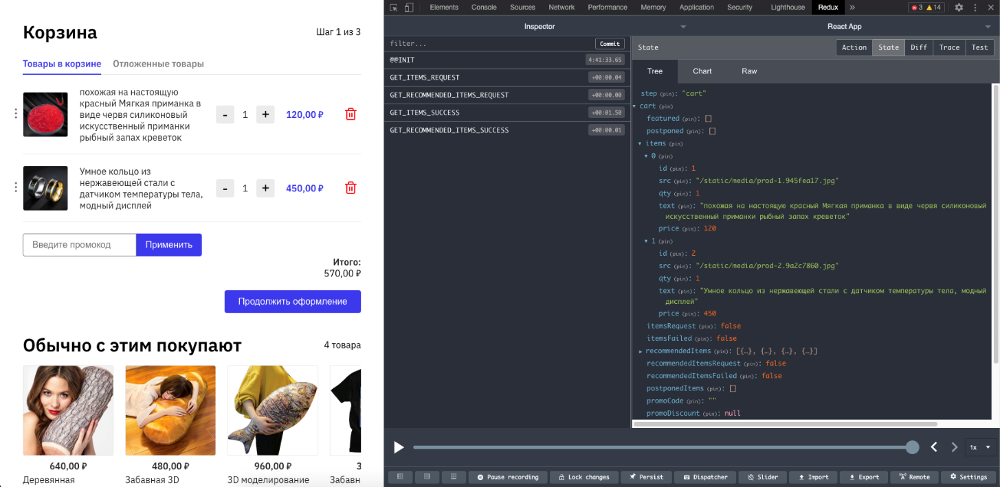 Корзина
Шаг 1 из 3
Товары в корзине
Отложенные товары
похожая на настоящую
красный Мягкая приманка в
виде червя силиконовый
искусственный приманки
рыбный запах креветок
- 1 + 120,00 ₽
Умное кольцо из
нержавеющей стали с
датчиком температуры тела,
модный дисплей
- 1 + 450,00 ₽
Введите промокод
Применить
Итого:
570,00 ₽
Продолжить оформление
Обычно с этим покупают
4 товара
640,00 ₽
480,00 ₽
960,00 ₽
3
Деревянная
Забавная 3D
3D моделирование
Забавн
Elements Console Sources Network Performance Memory Application Security Lighthouse Redux » 3 14
Inspector
React App
filter...
Commit
@@INIT 4:41:33.65
GET_ITEMS_REQUEST +00:00.04
GET_RECOMMENDED_ITEMS_REQUEST +00:00.00
GET_ITEMS_SUCCESS +00:01.50
GET_RECOMMENDED_ITEMS_SUCCESS +00:00.01
State
Action State Diff Trace Test
Tree Chart Raw
step (pin): "cart"
cart (pin)
featured (pin): []
postponed (pin): []
items (pin)
0 (pin)
id (pin): 1
src (pin): "/static/media/prod-1.945fea17.jpg"
qty (pin): 1
text (pin): "похожая на настоящую красный Мягкая приманка в виде червя силиконовый
искусственный приманки рыбный запах креветок"
price (pin): 120
1 (pin)
id (pin): 2
src (pin): "/static/media/prod-2.9a2c7860.jpg"
qty (pin): 1
text (pin): "Умное кольцо из нержавеющей стали с датчиком температуры тела, модный
дисплей"
price (pin): 450
itemsRequest (pin): false
itemsFailed (pin): false
recommendedItems (pin): [{…}, {…}, {…}, {…}]
recommendedItemsRequest (pin): false
recommendedItemsFailed (pin): false
postponedItems (pin): []
promoCode (pin): ""
promoDiscount (pin): null
1x
Pause recording Lock changes Persist Dispatcher Slider Import Export Remote Settings